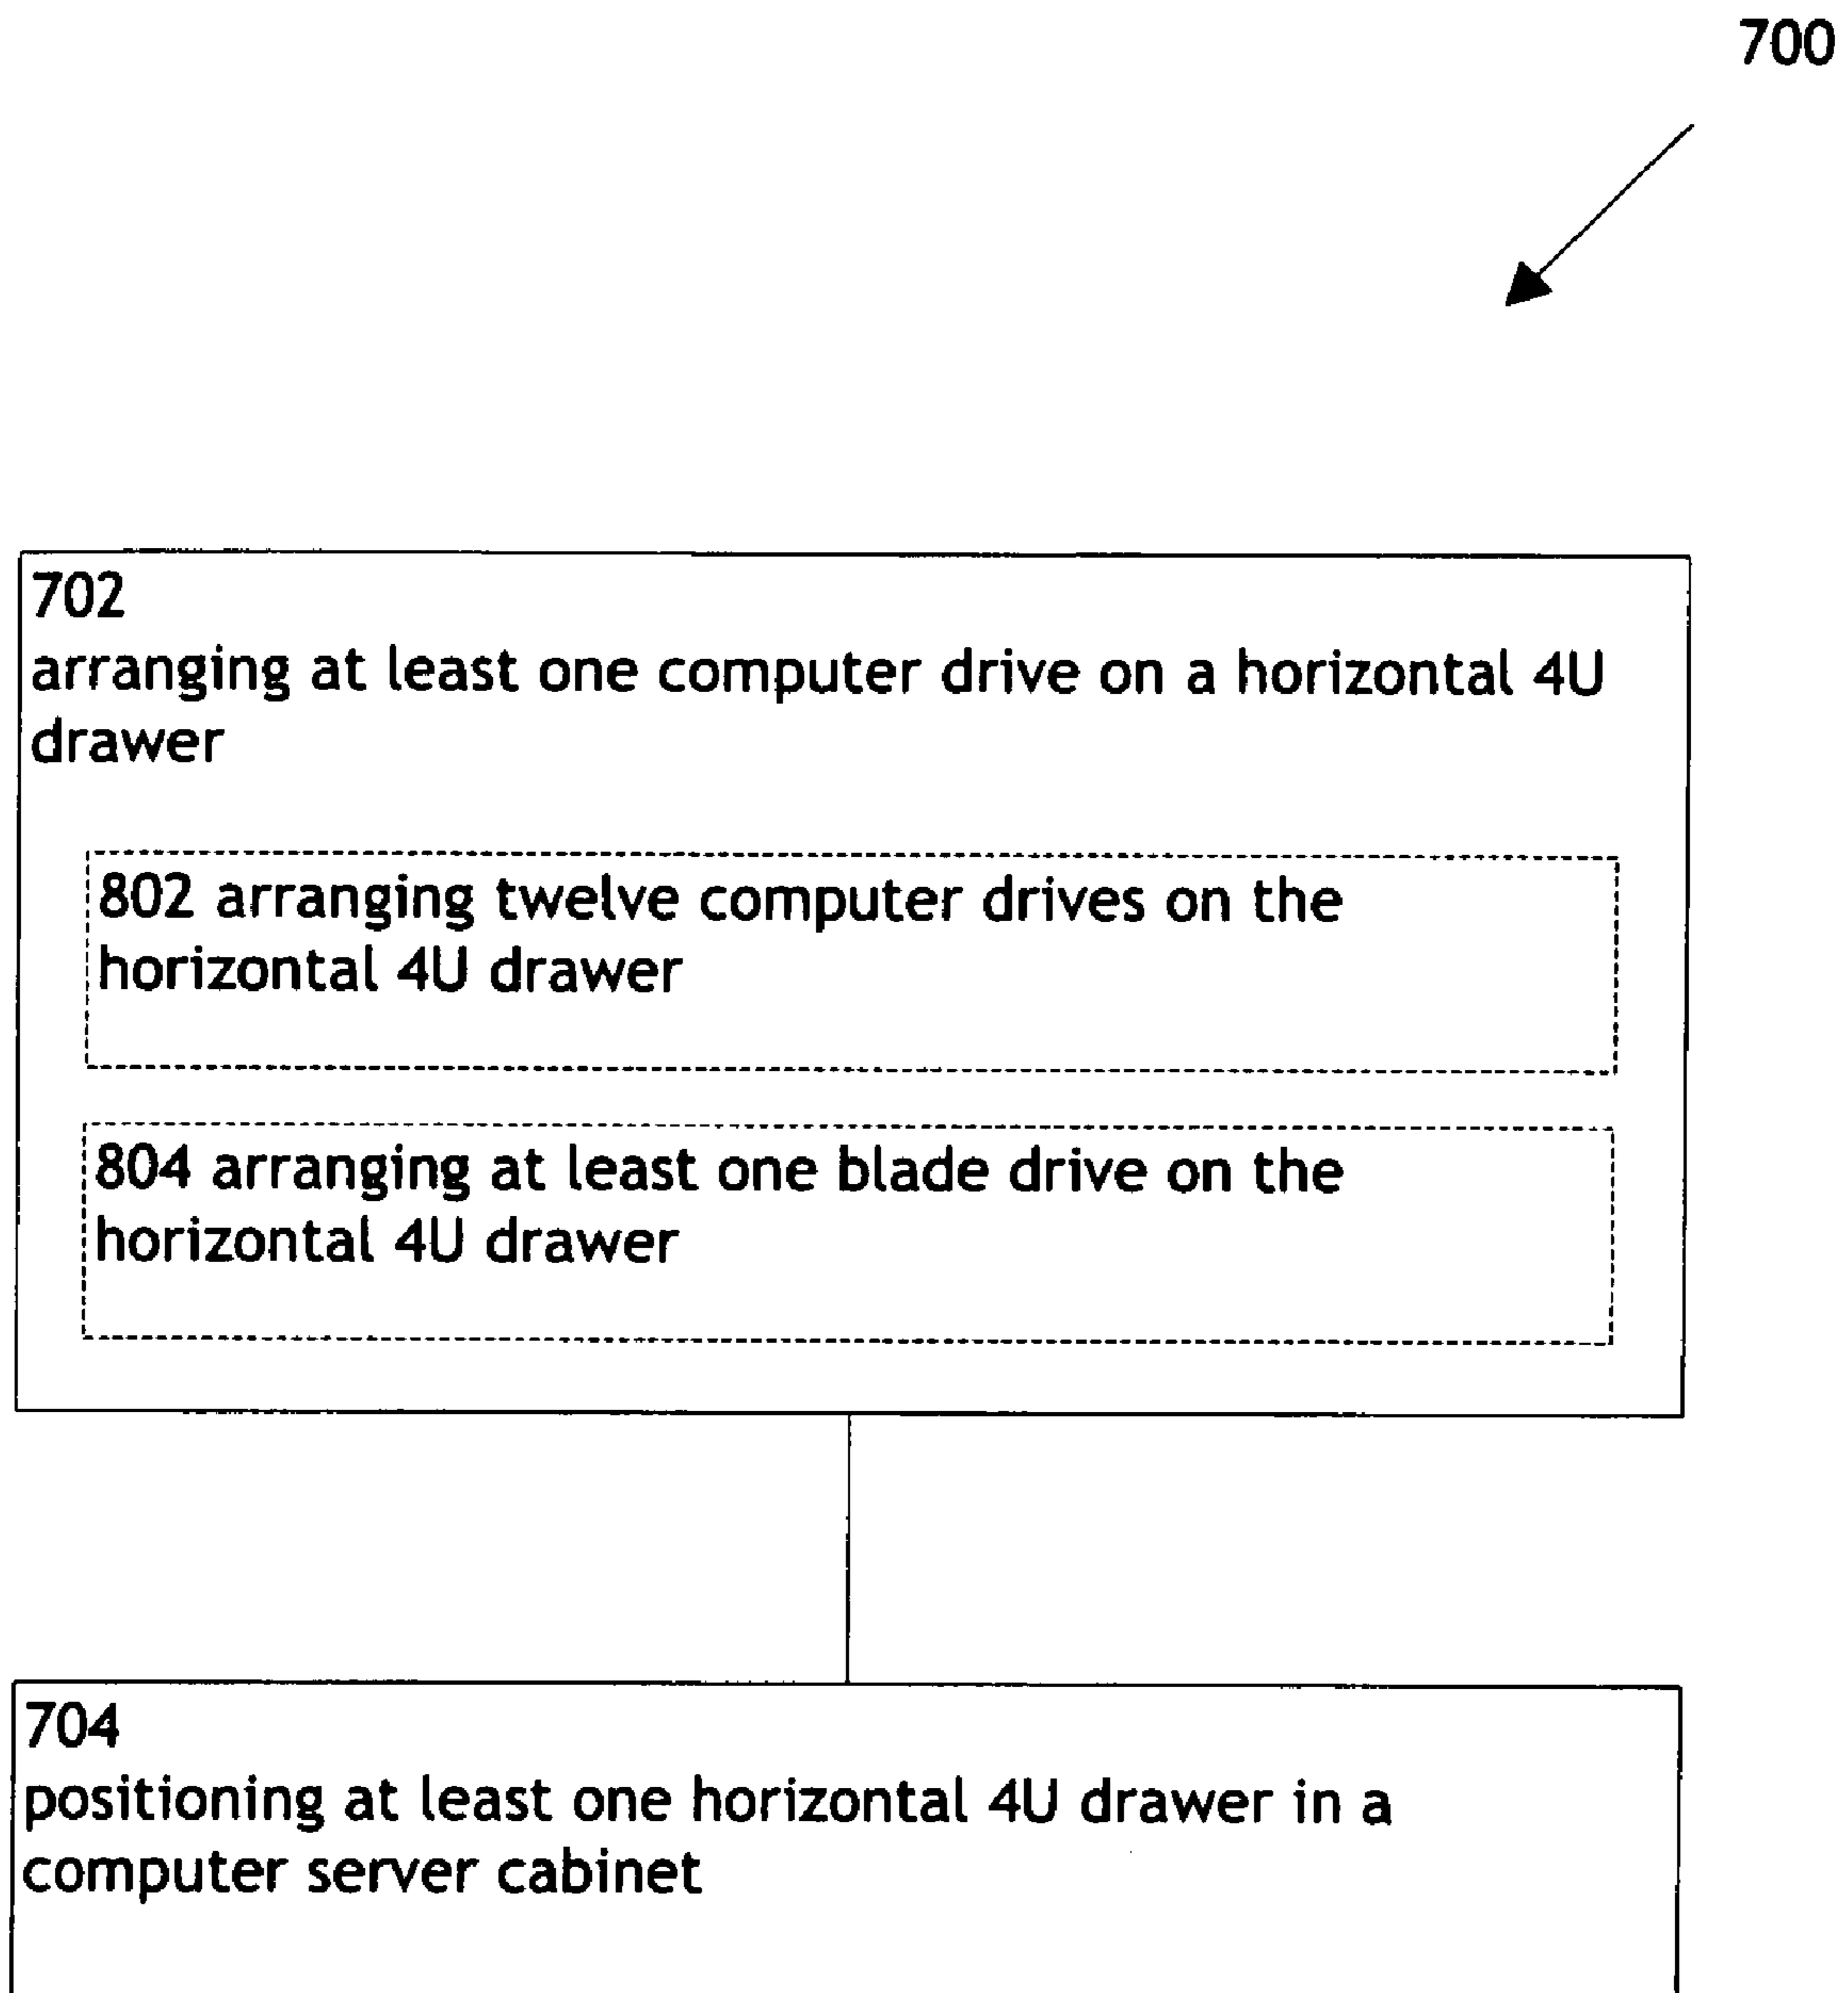 700
702
arranging at least one computer drive on a horizontal 4U
drawer
802 arranging twelve computer drives on the
horizontal 4U drawer
804 arranging at least one blade drive on the
horizontal 4U drawer
704
positioning at least one horizontal 4U drawer in a
computer server cabinet